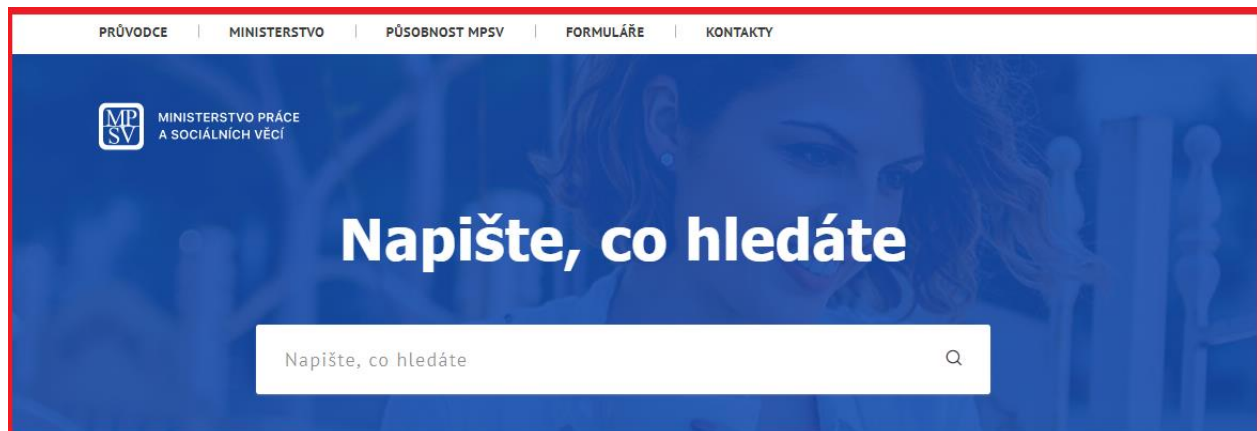 PRŮVODCE | MINISTERSTVO | PŮSOBNOST MPSV | FORMULÁŘE | KONTAKTY
MP
SV
MINISTERSTVO PRÁCE
A SOCIÁLNÍCH VĚCÍ
Napište, co hledáte
Napište, co hledáte